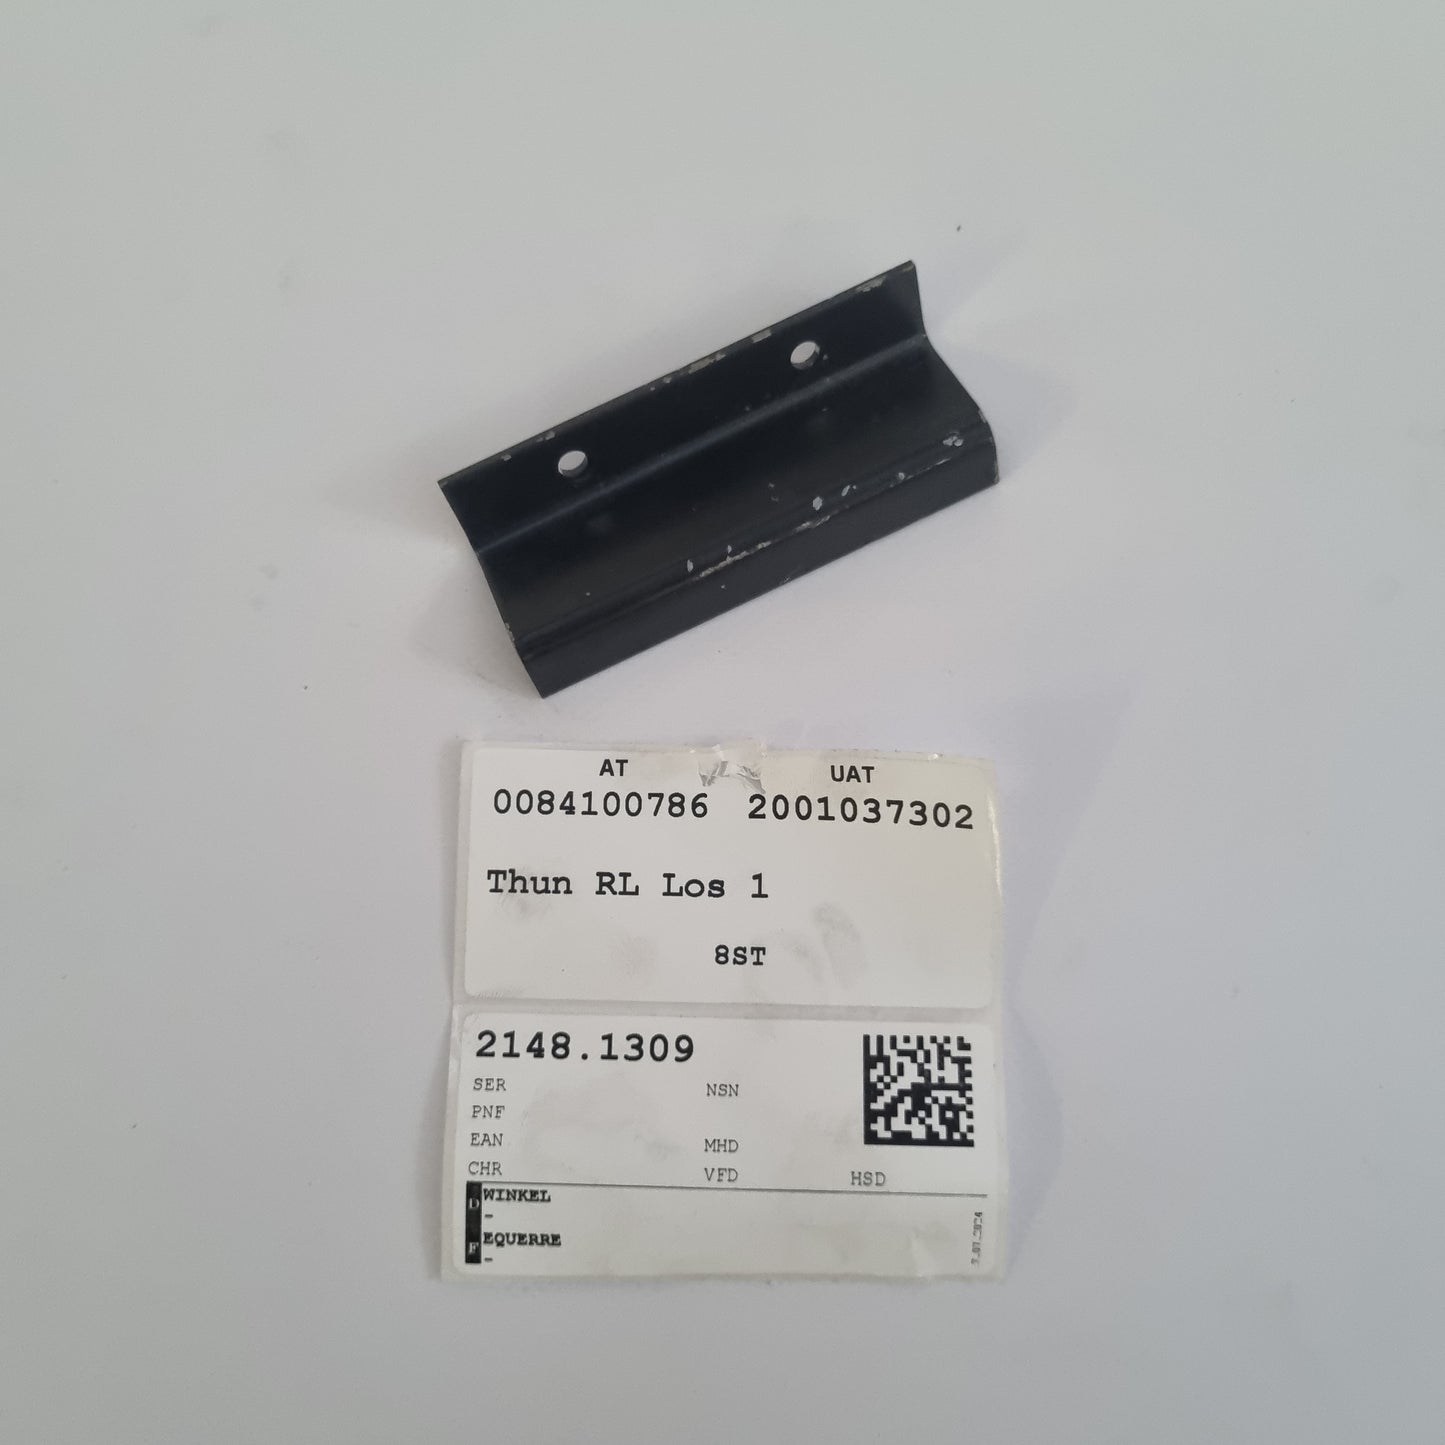 AT UAT
0084100786 2001037302
Thun RL Los 1
8ST
2148.1309
SER NSN
PNF
EAN MHD
CHR VFD HSD
D WINKEL
-
F EQUERRE
-